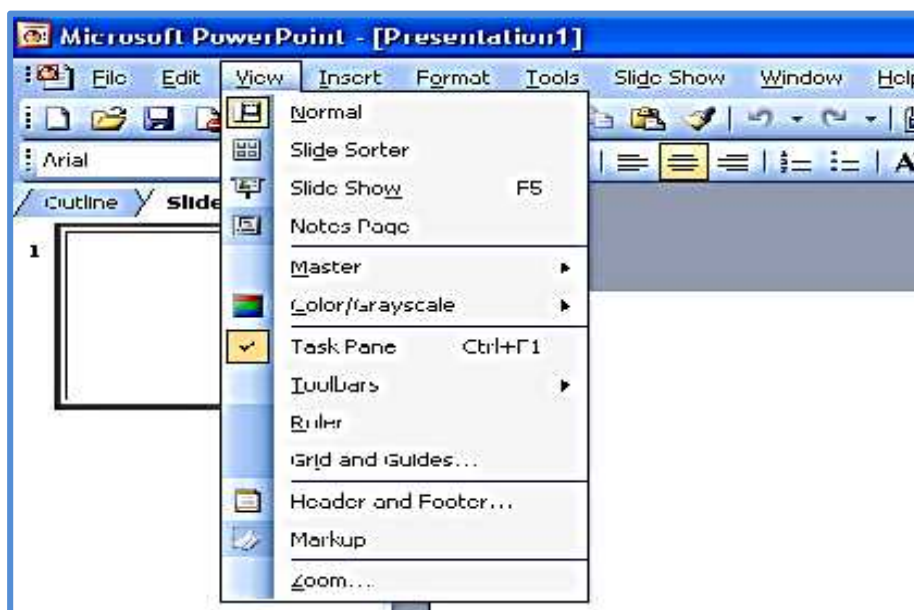 Microsoft PowerPoint - [Presentation1]
File Edit View Insert Format Tools Slide Show Window Help
Normal
Slide Sorter
Arial
Slide Show F5
Outline Slide
Notes Page
1
Master
Color/Grayscale
Task Pane Ctrl+F1
Toolbars
Ruler
Grid and Guides...
Header and Footer...
Markup
Zoom...